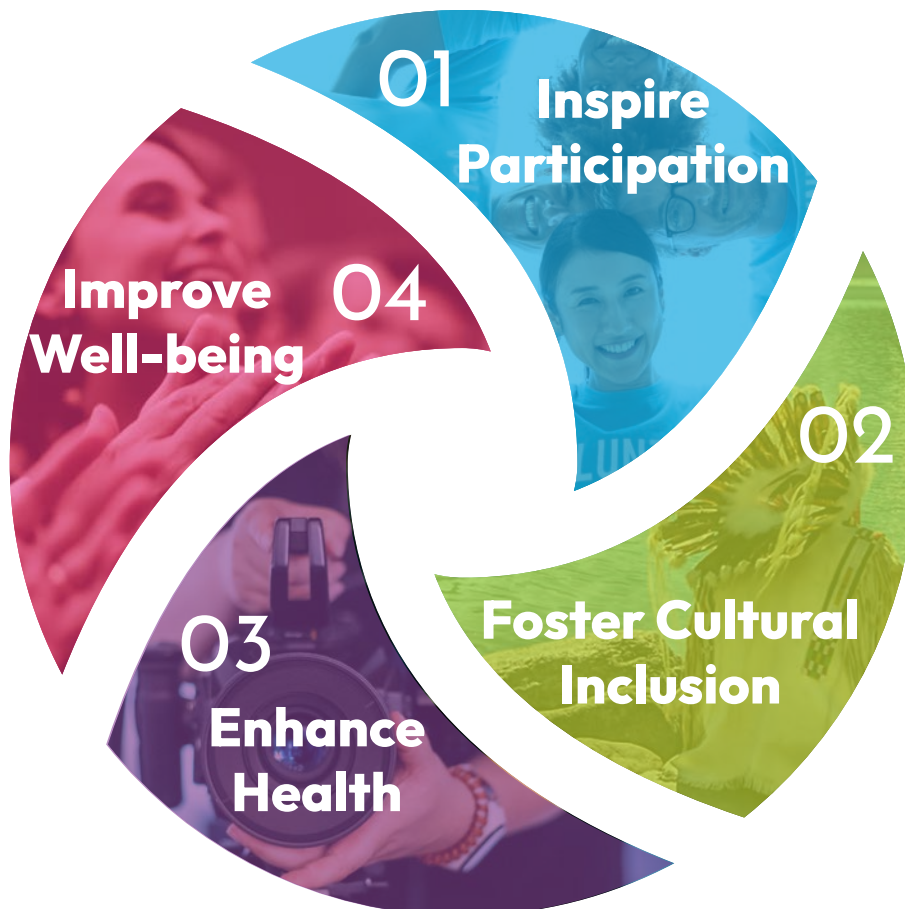 01
Inspire
Participation
02
Foster Cultural
Inclusion
03
Enhance
Health
04
Improve
Well-being